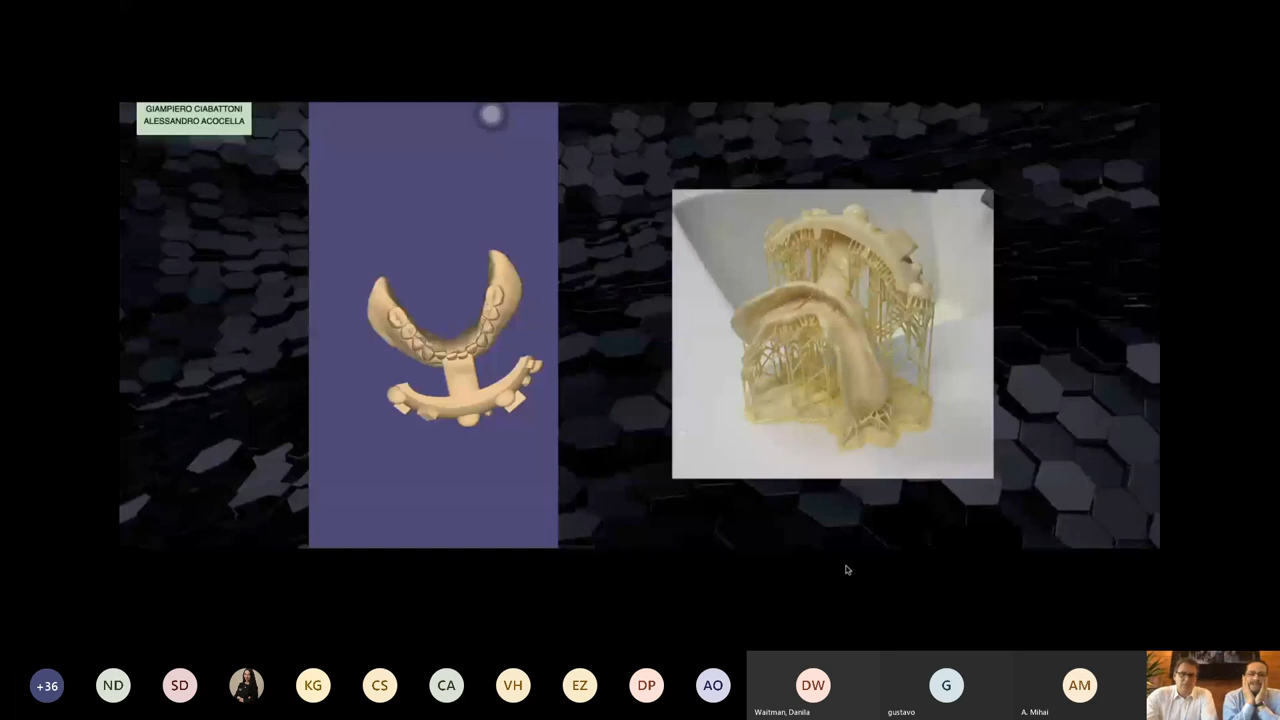 GIAMPIERO CIABATTONI
ALESSANDRO ACOCELLA
+36
ND
SD
KG
CS
CA
VH
EZ
DP
AO
DW
Waitman, Danila
G
gustavo
AM
A. Mihai